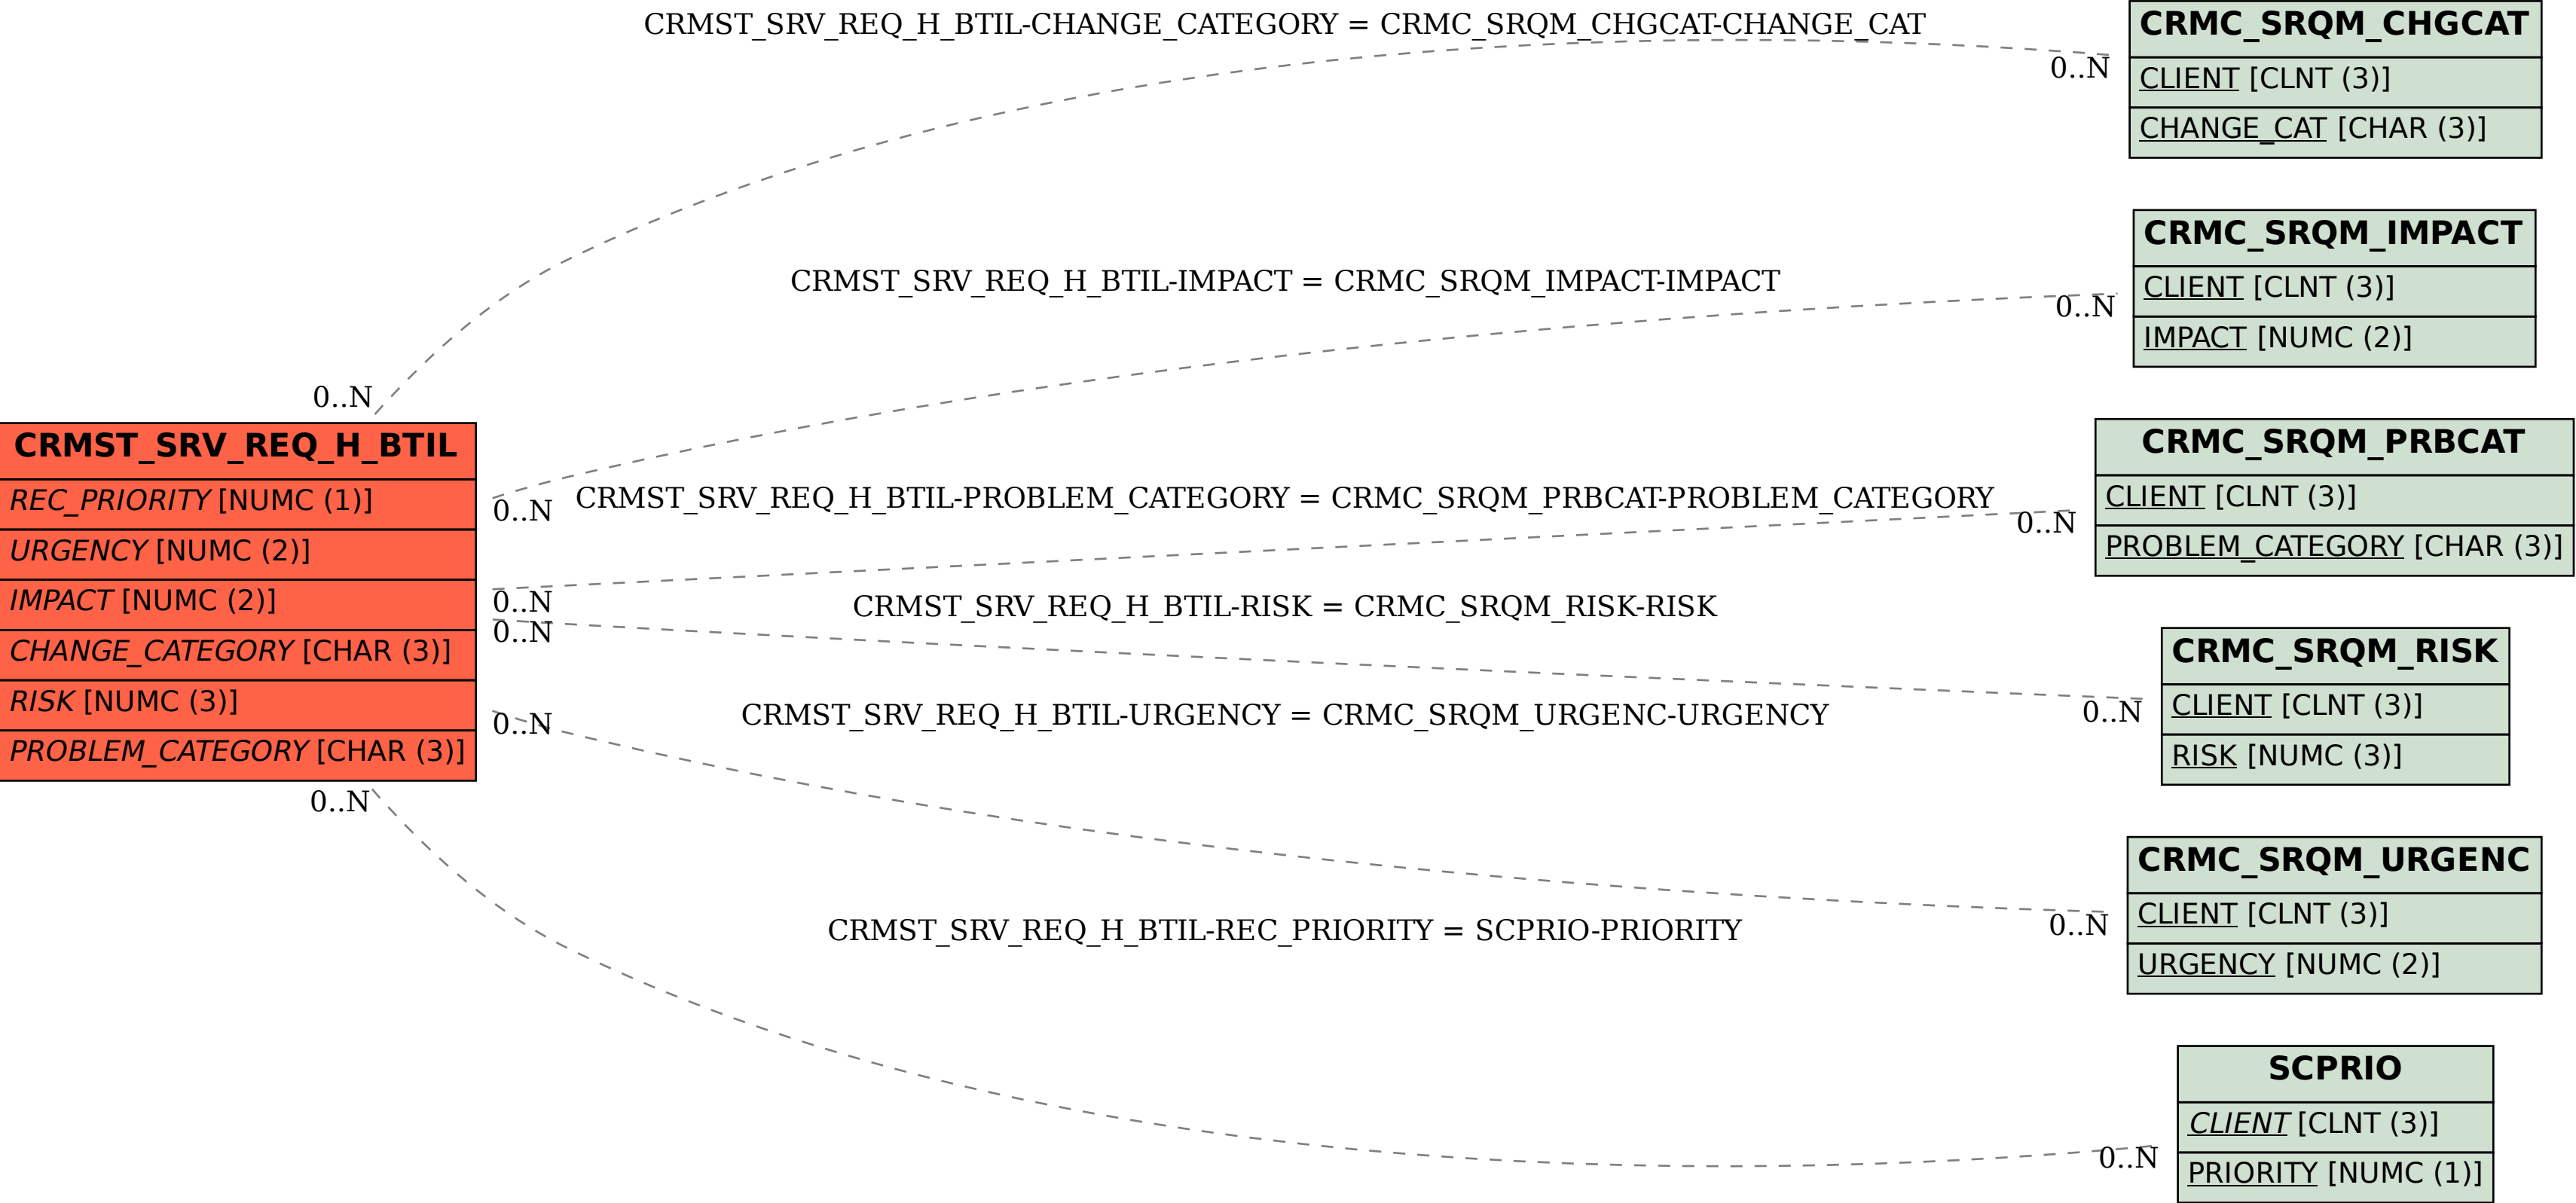 CRMST_SRV_REQ_H_BTIL-CHANGE_CATEGORY = CRMC_SRQM_CHGCAT-CHANGE_CAT
0..N
0..N
CRMC_SRQM_CHGCAT
CLIENT [CLNT (3)]
CHANGE_CAT [CHAR (3)]
CRMST_SRV_REQ_H_BTIL-IMPACT = CRMC_SRQM_IMPACT-IMPACT
0..N
0..N
CRMC_SRQM_IMPACT
CLIENT [CLNT (3)]
IMPACT [NUMC (2)]
CRMST_SRV_REQ_H_BTIL
REC_PRIORITY [NUMC (1)]
URGENCY [NUMC (2)]
IMPACT [NUMC (2)]
CHANGE_CATEGORY [CHAR (3)]
RISK [NUMC (3)]
PROBLEM_CATEGORY [CHAR (3)]
CRMST_SRV_REQ_H_BTIL-PROBLEM_CATEGORY = CRMC_SRQM_PRBCAT-PROBLEM_CATEGORY
0..N
0..N
CRMC_SRQM_PRBCAT
CLIENT [CLNT (3)]
PROBLEM_CATEGORY [CHAR (3)]
CRMST_SRV_REQ_H_BTIL-RISK = CRMC_SRQM_RISK-RISK
0..N
0..N
CRMC_SRQM_RISK
CLIENT [CLNT (3)]
RISK [NUMC (3)]
CRMST_SRV_REQ_H_BTIL-URGENCY = CRMC_SRQM_URGENC-URGENCY
0..N
0..N
CRMC_SRQM_URGENC
CLIENT [CLNT (3)]
URGENCY [NUMC (2)]
CRMST_SRV_REQ_H_BTIL-REC_PRIORITY = SCPRIO-PRIORITY
0..N
0..N
SCPRIO
CLIENT [CLNT (3)]
PRIORITY [NUMC (1)]